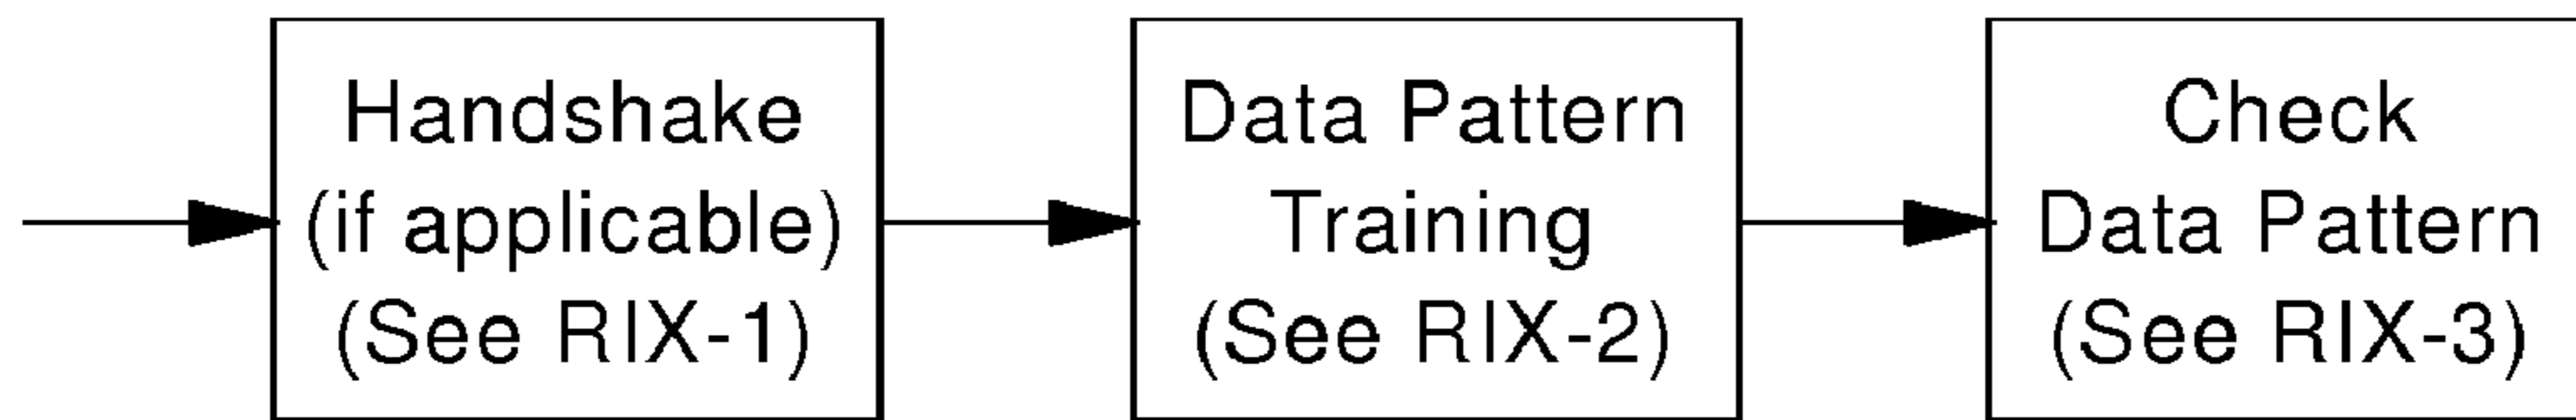 Handshake
(if applicable)
(See RIX-1)
Data Pattern
Training
(See RIX-2)
Check
Data Pattern
(See RIX-3)